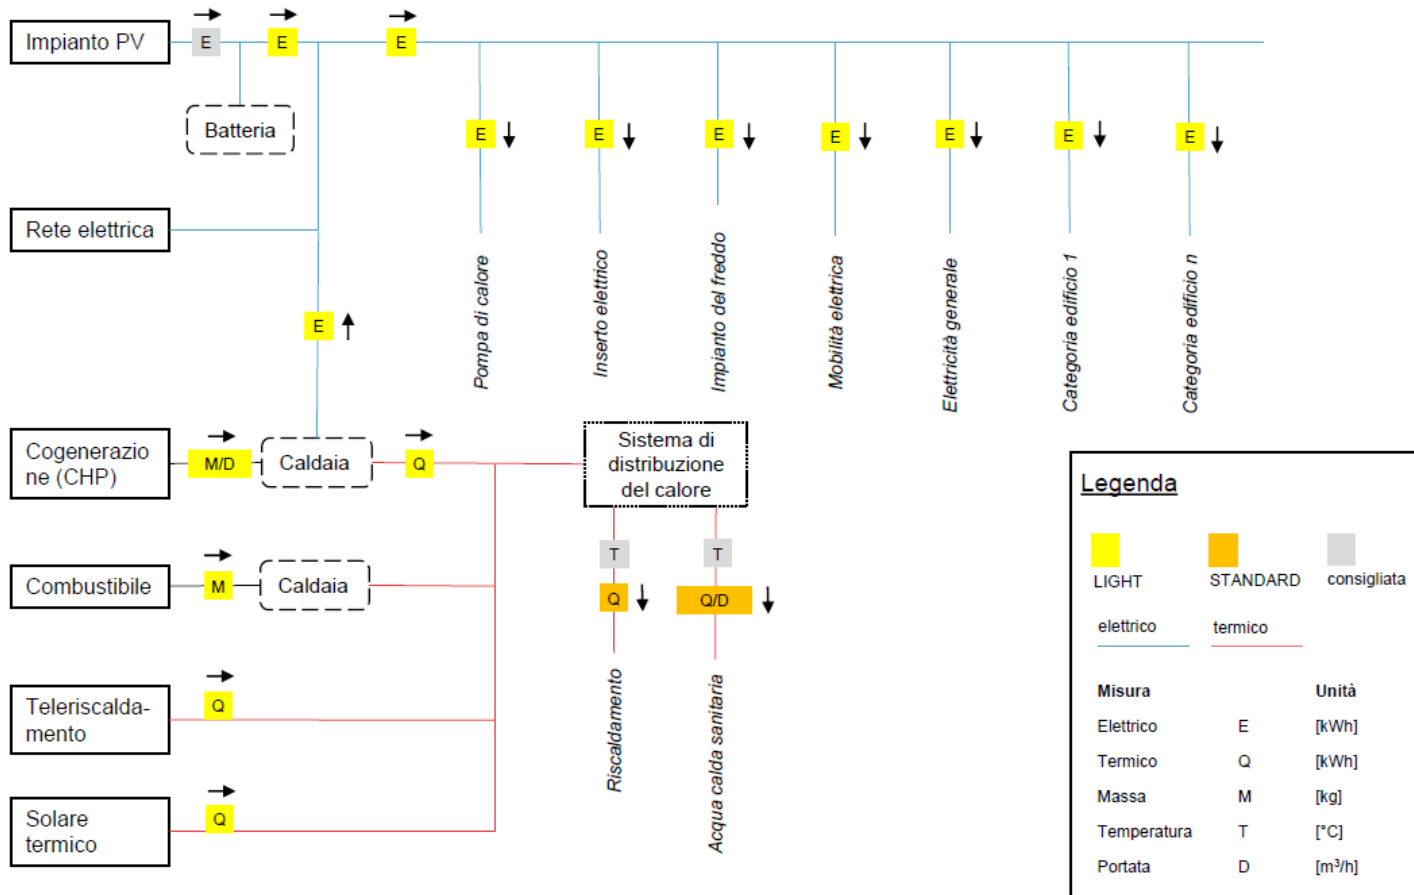 Impianto PV
E
E
E
Batteria
E
E
E
E
E
E
E
Rete elettrica
E
Pompa di calore
Inserto elettrico
Impianto del freddo
Mobilità elettrica
Elettricità generale
Categoria edificio 1
Categoria edificio n
Cogenerazio
ne (CHP)
M/D
Caldaia
Q
Sistema di
distribuzione
del calore
Combustibile
M
Caldaia
T
T
Q
Q/D
Riscaldamento
Acqua calda sanitaria
Teleriscalda-
mento
Q
Solare
termico
Q
Legenda
LIGHT
STANDARD
consigliata
elettrico
termico
Misura Unità
Elettrico E [kWh]
Termico Q [kWh]
Massa M [kg]
Temperatura T [°C]
Portata D [m³/h]